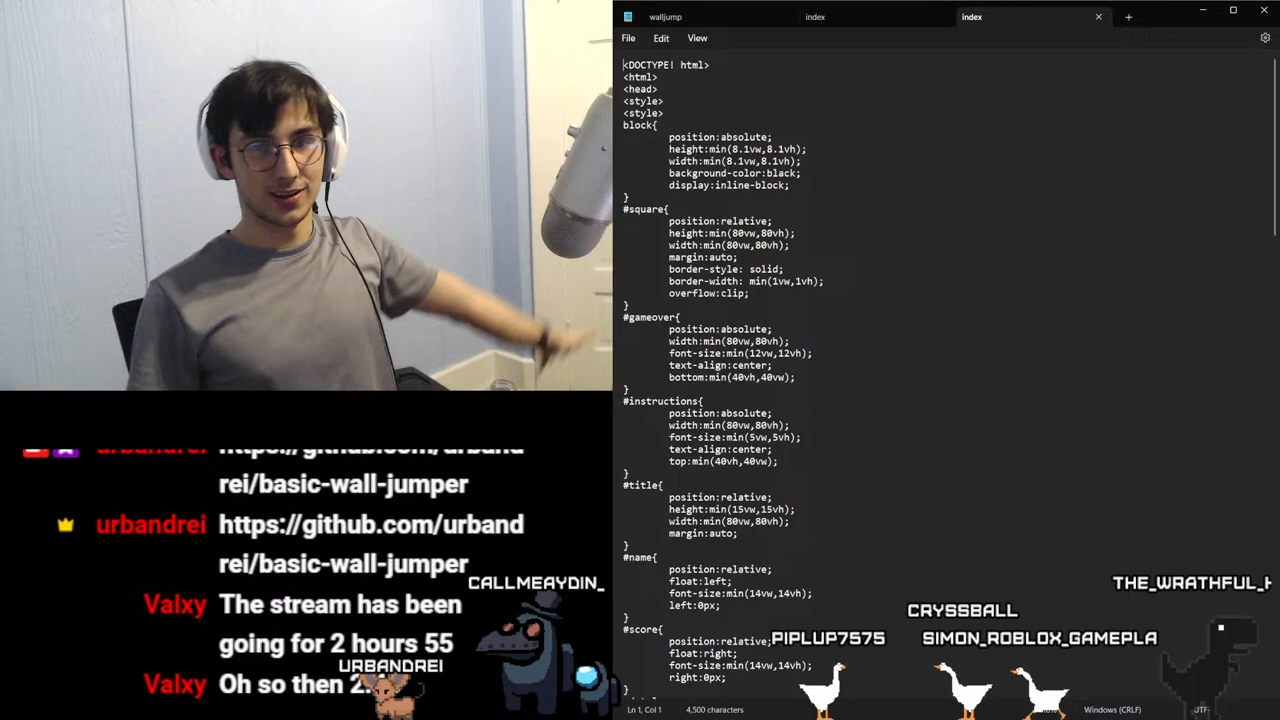 walljump
index
index
File
Edit
View
<DOCTYPE! html>
<html>
<head>
<style>
<style>
block{
position:absolute;
height:min(8.1vw,8.1vh);
width:min(8.1vw,8.1vh);
background-color:black;
display:inline-block;
}
#square{
position:relative;
height:min(80vw,80vh);
width:min(80vw,80vh);
margin:auto;
border-style: solid;
border-width: min(1vw,1vh);
overflow:clip;
}
#gameover{
position:absolute;
width:min(80vw,80vh);
font-size:min(12vw,12vh);
text-align:center;
bottom:min(40vh,40vw);
}
#instructions{
position:absolute;
width:min(80vw,80vh);
font-size:min(5vw,5vh);
text-align:center;
top:min(40vh,40vw);
}
#title{
position:relative;
height:min(15vw,15vh);
width:min(80vw,80vh);
margin:auto;
}
#name{
position:relative;
float:left;
font-size:min(14vw,14vh);
left:0px;
}
#score{
position:relative;
float:right;
font-size:min(14vw,14vh);
right:0px;
}
Ln 1, Col 1
4,500 characters
Windows (CRLF)
UTF-
urbandrei https://github.com/urband
rei/basic-wall-jumper
urbandrei https://github.com/urband
rei/basic-wall-jumper
Valxy The stream has been
going for 2 hours 55
Valxy Oh so then 2
CALLMEAYDIN_
URBANDREI
PIPLUP7575
CRYSSBALL
SIMON_ROBLOX_GAMEPLA
THE_WRATHFUL_